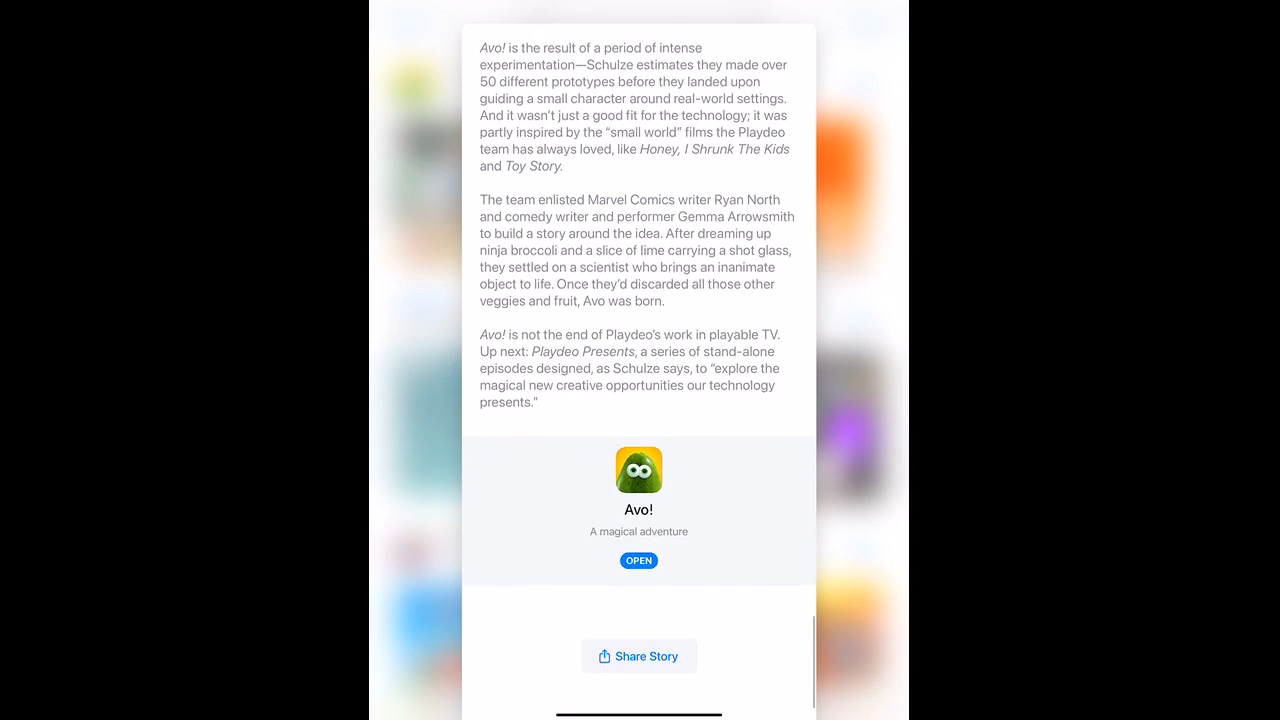 Avo! is the result of a period of intense
experimentation—Schulze estimates they made over
50 different prototypes before they landed upon
guiding a small character around real-world settings.
And it wasn’t just a good fit for the technology; it was
partly inspired by the “small world” films the Playdeo
team has always loved, like Honey, I Shrunk The Kids
and Toy Story.
The team enlisted Marvel Comics writer Ryan North
and comedy writer and performer Gemma Arrowsmith
to build a story around the idea. After dreaming up
ninja broccoli and a slice of lime carrying a shot glass,
they settled on a scientist who brings an inanimate
object to life. Once they’d discarded all those other
veggies and fruit, Avo was born.
Avo! is not the end of Playdeo’s work in playable TV.
Up next: Playdeo Presents, a series of stand-alone
episodes designed, as Schulze says, to “explore the
magical new creative opportunities our technology
presents.”
Avo!
A magical adventure
OPEN
Share Story